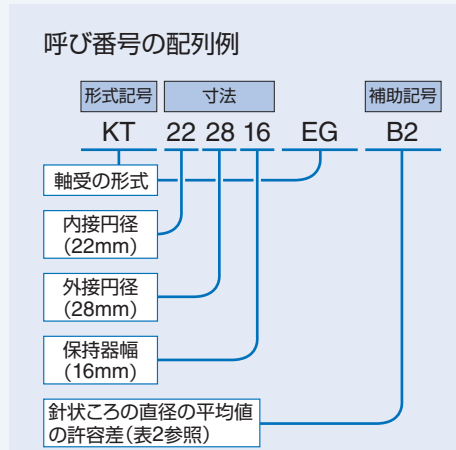 呼び番号の配列例
形式記号 寸法 補助記号
KT 22 28 16 EG B2
軸受の形式
内接円径
(22mm)
外接円径
(28mm)
保持器幅
(16mm)
針状ころの直径の平均値
の許容差(表2参照)